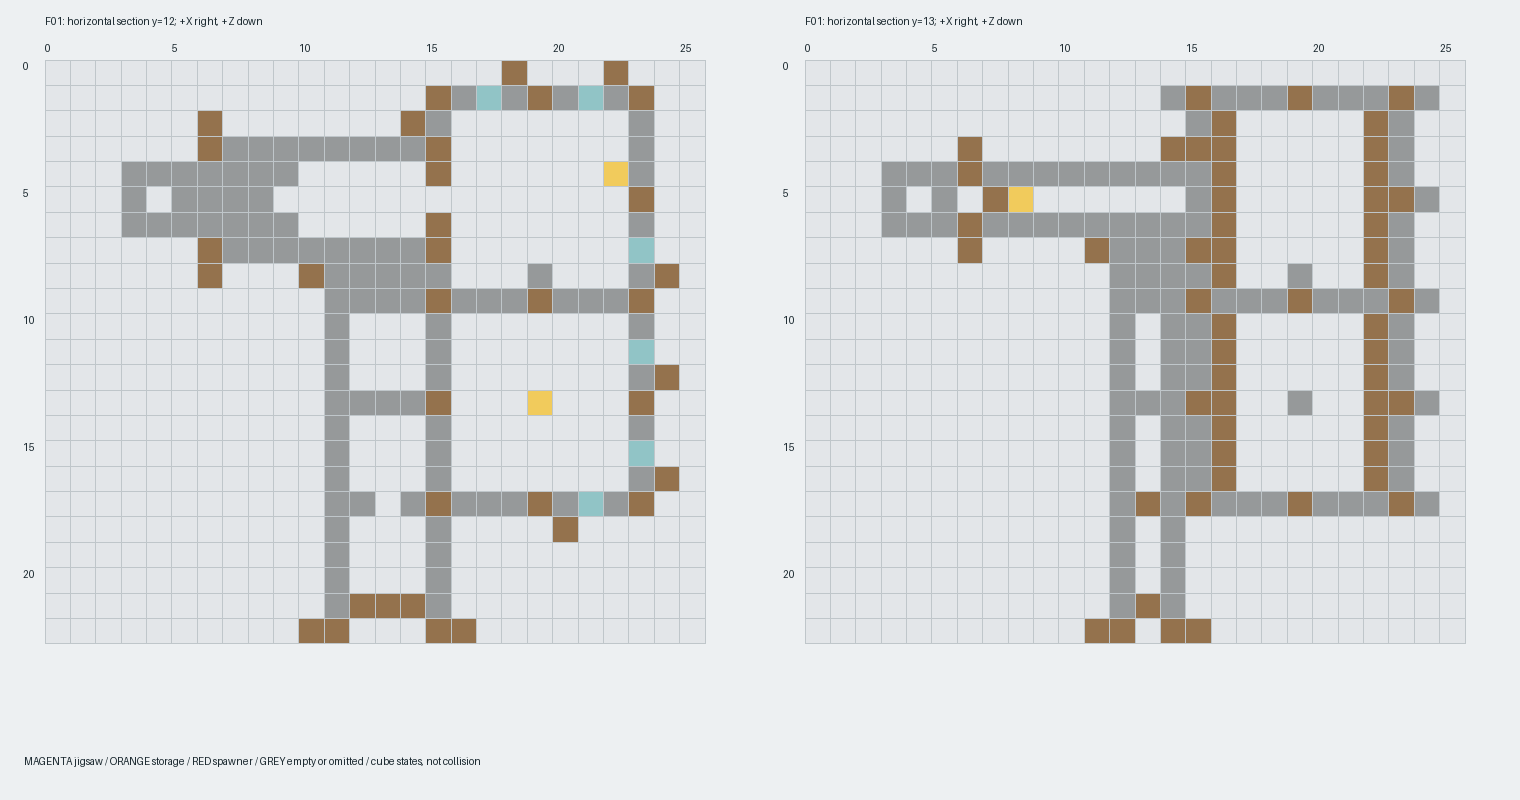 F01: horizontal section y=12; +X right, +Z down
0 5 10 15 20 25
0
5
10
15
20
F01: horizontal section y=13; +X right, +Z down
0 5 10 15 20 25
0
5
10
15
20
MAGENTA jigsaw / ORANGE storage / RED spawner / GREY empty or omitted / cube states, not collision